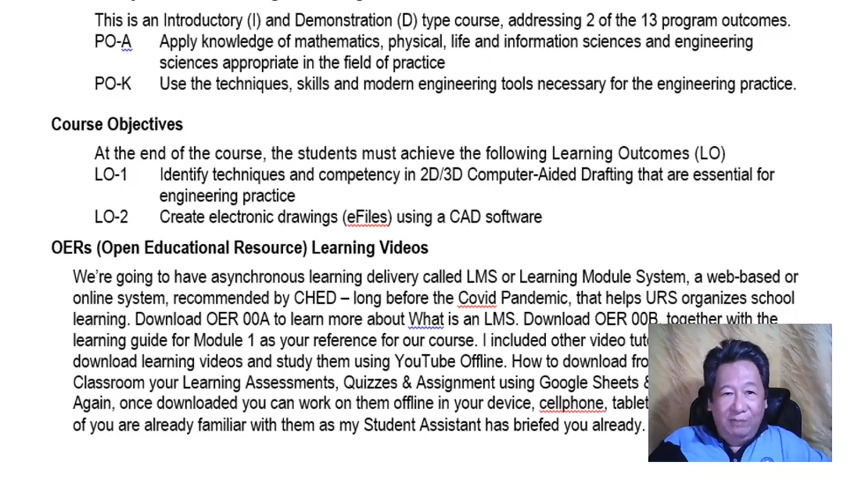 This is an Introductory (I) and Demonstration (D) type course, addressing 2 of the 13 program outcomes.
PO-A Apply knowledge of mathematics, physical, life and information sciences and engineering
sciences appropriate in the field of practice
PO-K Use the techniques, skills and modern engineering tools necessary for the engineering practice.
Course Objectives
At the end of the course, the students must achieve the following Learning Outcomes (LO)
LO-1 Identify techniques and competency in 2D/3D Computer-Aided Drafting that are essential for
engineering practice
LO-2 Create electronic drawings (eFiles) using a CAD software
OERs (Open Educational Resource) Learning Videos
We're going to have asynchronous learning delivery called LMS or Learning Module System, a web-based or
online system, recommended by CHED – long before the Covid Pandemic, that helps URS organizes school
learning. Download OER 00A to learn more about What is an LMS. Download OER 00B, together with the
learning guide for Module 1 as your reference for our course. I included other video
download learning videos and study them using YouTube Offline. How to download
Classroom your Learning Assessments, Quizzes & Assignment using Google Sheets &
Again, once downloaded you can work on them offline in your device, cellphone, tablet
of you are already familiar with them as my Student Assistant has briefed you already.